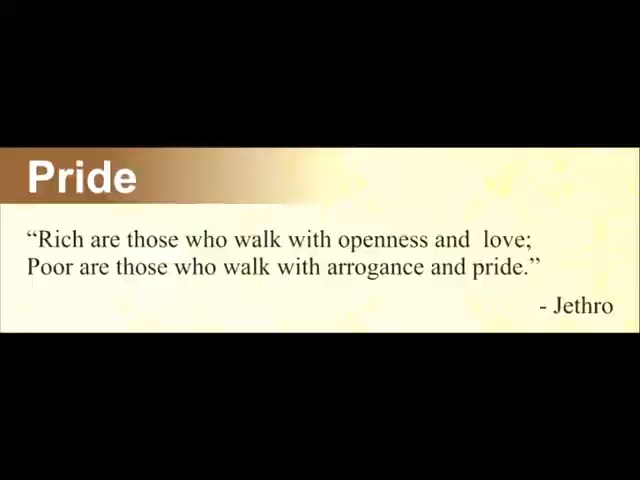 Pride
“Rich are those who walk with openness and  love;
Poor are those who walk with arrogance and pride.”
- Jethro